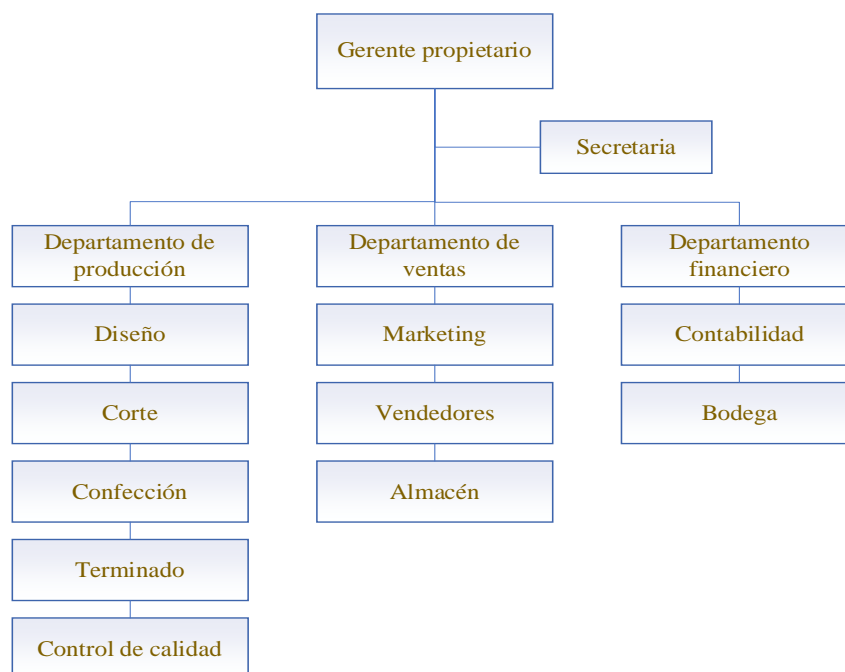 Gerente propietario
Secretaria
Departamento de
producción
Departamento de
ventas
Departamento
financiero
Diseño
Marketing
Contabilidad
Corte
Vendedores
Bodega
Confección
Almacén
Terminado
Control de calidad